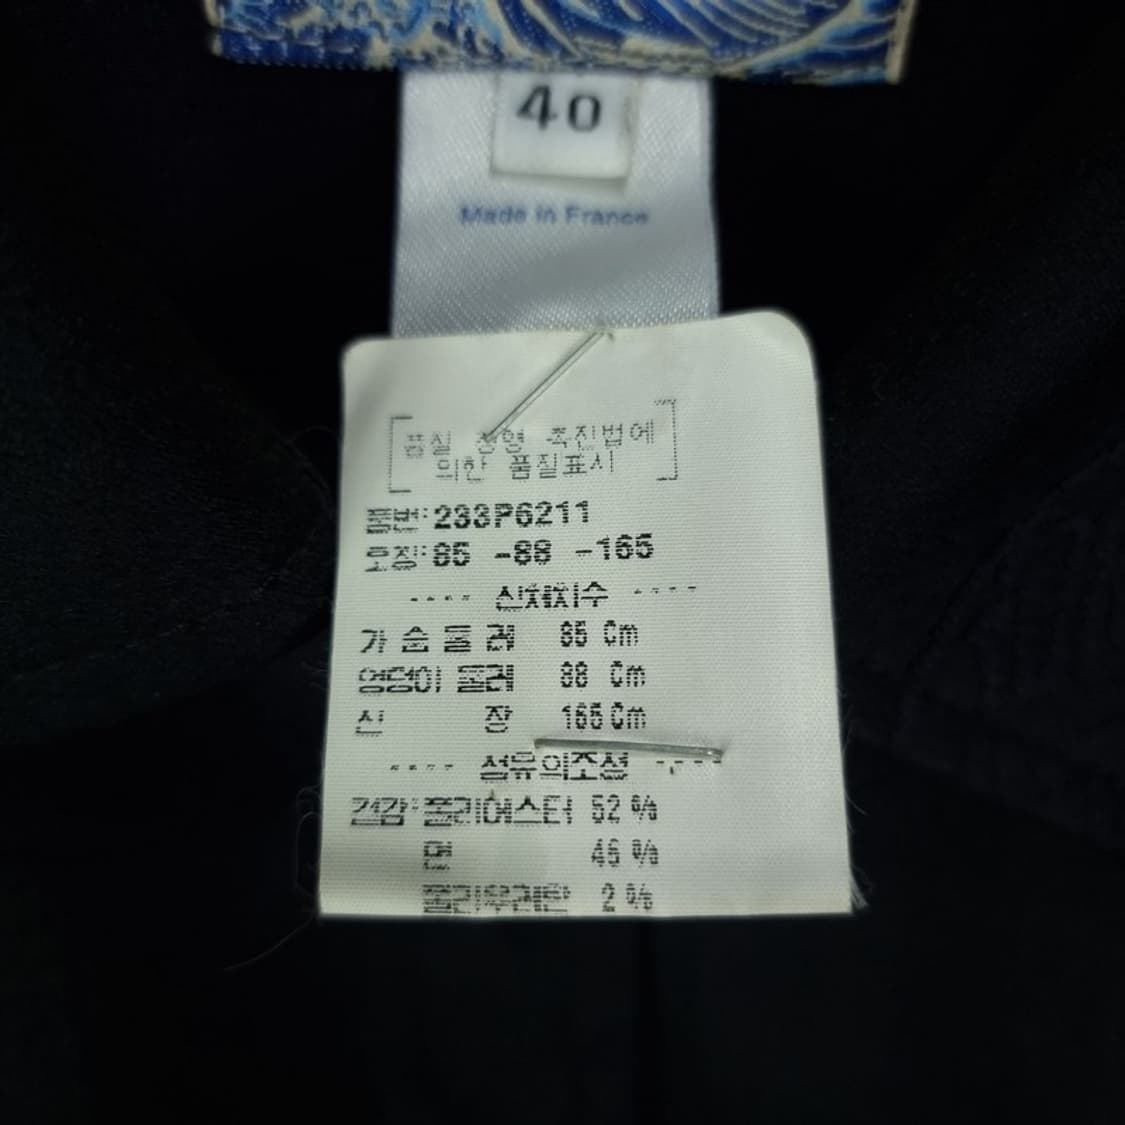 40
Made in France
품질 경영 촉진법에
의한 품질표시
품번:233P6211
호칭:85 -88 -165
---- 신체치수 ----
가슴둘레 85 Cm
엉덩이 둘레 88 Cm
신 장 165Cm
---- 섬유의조성 ----
겉감:폴리에스터 52 %
면 46 %
폴리우레탄 2 %